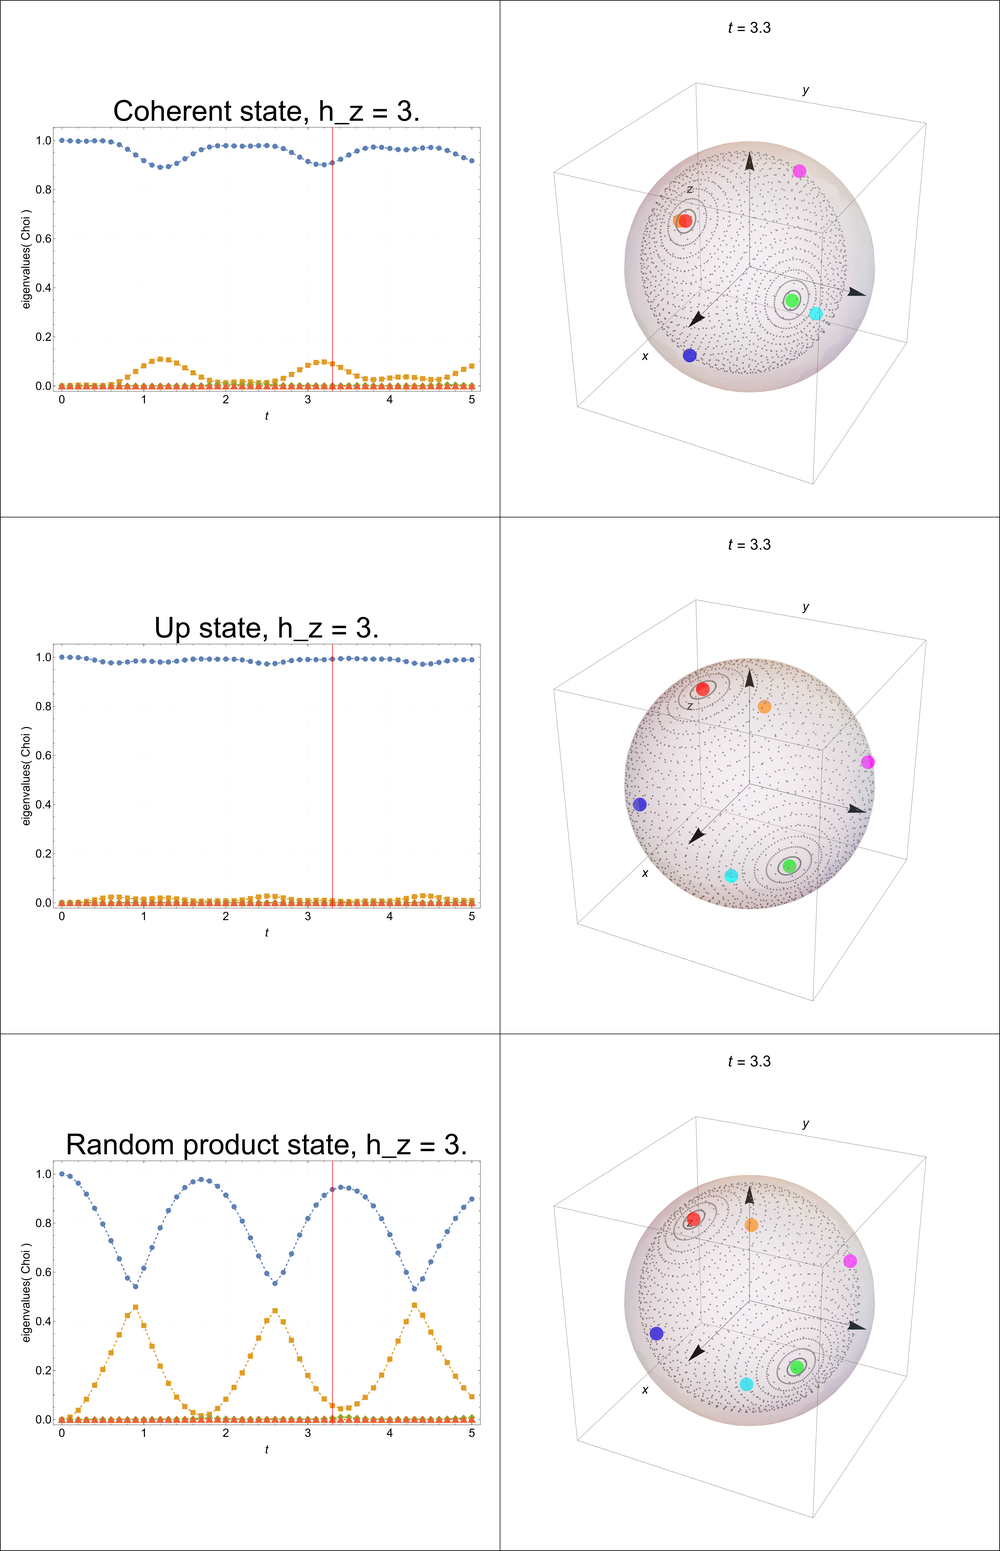 t = 3.3
Coherent state, h_z = 3.
eigenvalues( Choi )
1.0
0.8
0.6
0.4
0.2
0.0
0 1 2 3 4 5
t
y
z
x
t = 3.3
Up state, h_z = 3.
eigenvalues( Choi )
1.0
0.8
0.6
0.4
0.2
0.0
0 1 2 3 4 5
t
y
z
x
t = 3.3
Random product state, h_z = 3.
eigenvalues( Choi )
1.0
0.8
0.6
0.4
0.2
0.0
0 1 2 3 4 5
t
y
z
x